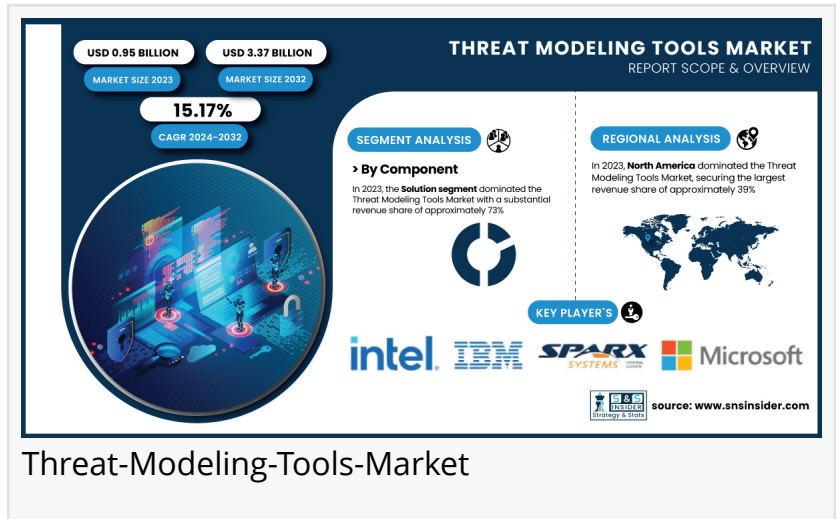 USD 0.95 BILLION
MARKET SIZE 2023
USD 3.37 BILLION
MARKET SIZE 2032
15.17%
CAGR 2024-2032
THREAT MODELING TOOLS MARKET
REPORT SCOPE & OVERVIEW
SEGMENT ANALYSIS
> By Component
In 2023, the Solution segment dominated the
Threat Modeling Tools Market with a substantial
revenue share of approximately 73%
REGIONAL ANALYSIS
In 2023, North America dominated the Threat
Modeling Tools Market, securing the largest
revenue share of approximately 39%
KEY PLAYER`S
intel.
IBM
SPARX
SYSTEMS
Microsoft
S&S
INSIDER
Strategy & Stats
source: www.snsinsider.com
Threat-Modeling-Tools-Market